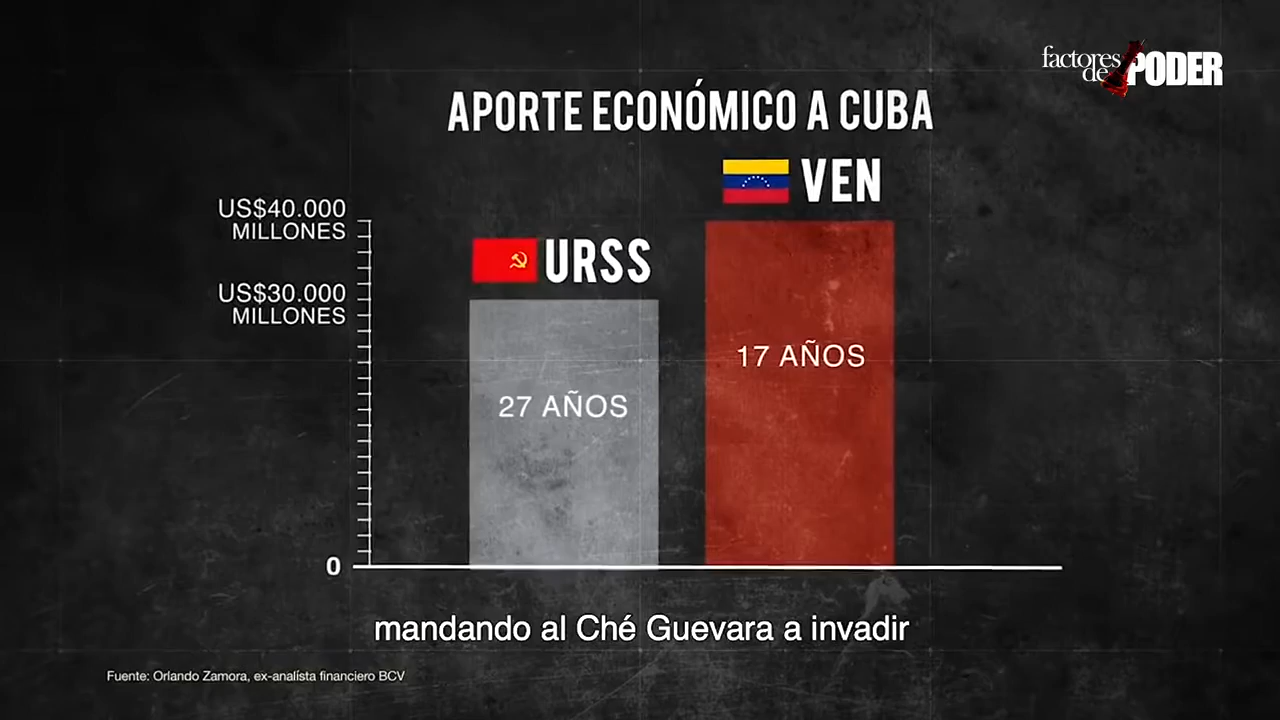 factores
de PODER
APORTE ECONÓMICO A CUBA
VEN
US$40.000
MILLONES
URSS
US$30.000
MILLONES
17 AÑOS
27 AÑOS
0
mandando al Ché Guevara a invadir
Fuente: Orlando Zamora, ex-analísta financiero BCV